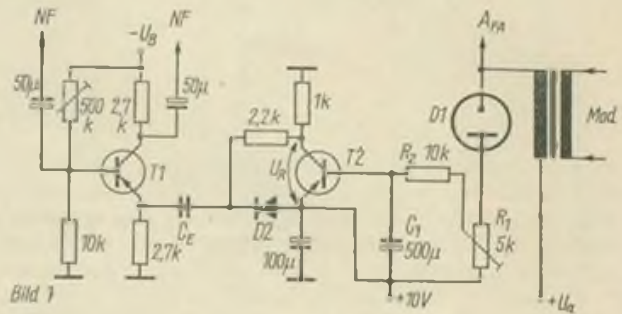 NF
-U_B
NF
50μ
500
k
2,7
k
50μ
T1
10k
2,7k
C_E
Bild 1
2,2k
1k
U_R
T2
D2
100μ
R_2 10k
C_1
500μ
+10V
A_PA
D1
R_1
5k
Mod.
+U_a